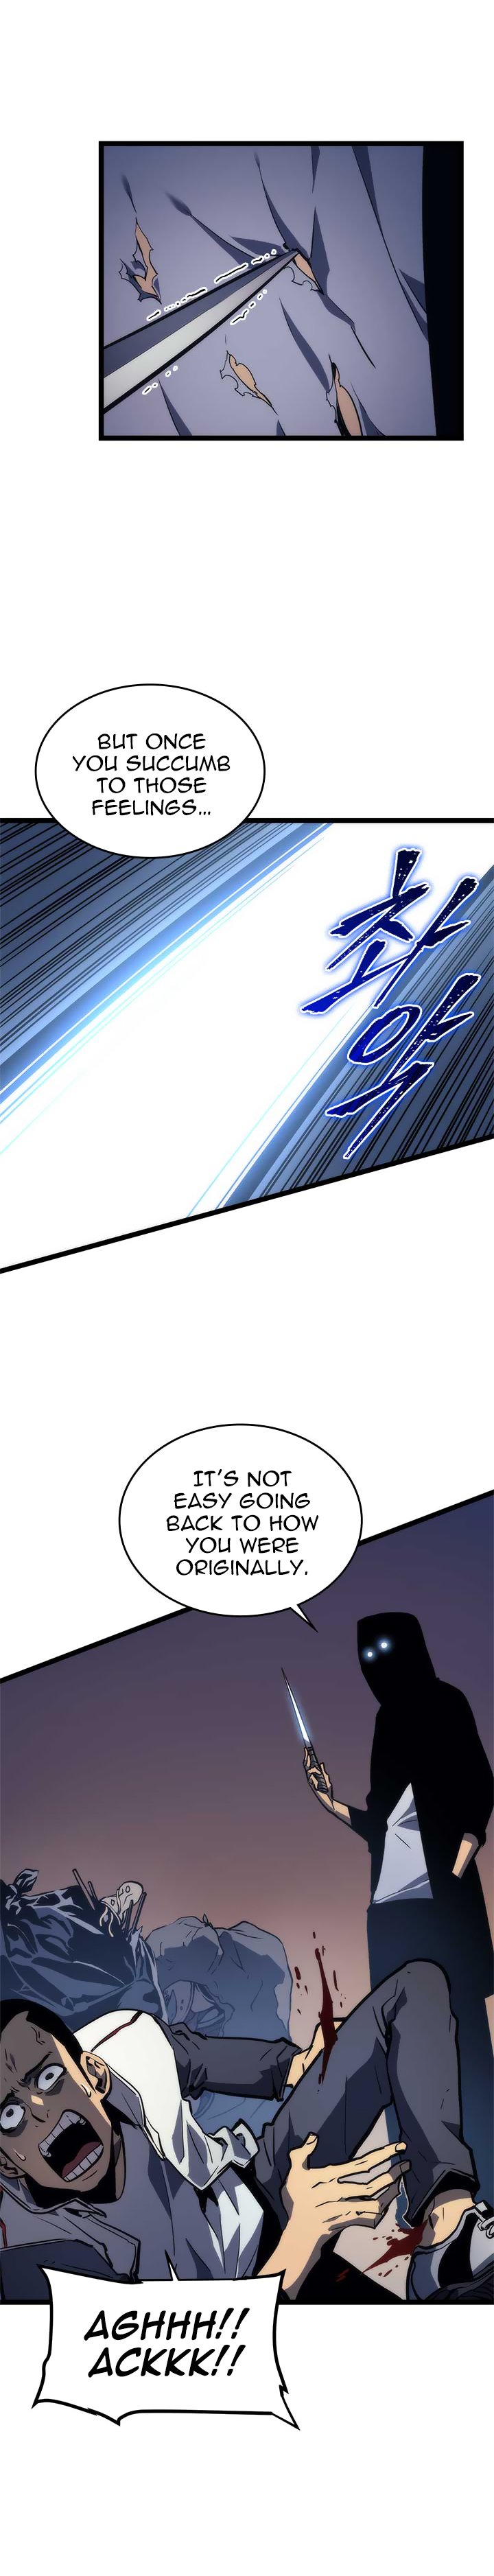 BUT ONCE
YOU SUCCUMB
TO THOSE
FEELINGS...
촤
악
IT'S NOT
EASY GOING
BACK TO HOW
YOU WERE
ORIGINALLY.
AGHHH!!
ACKKK!!